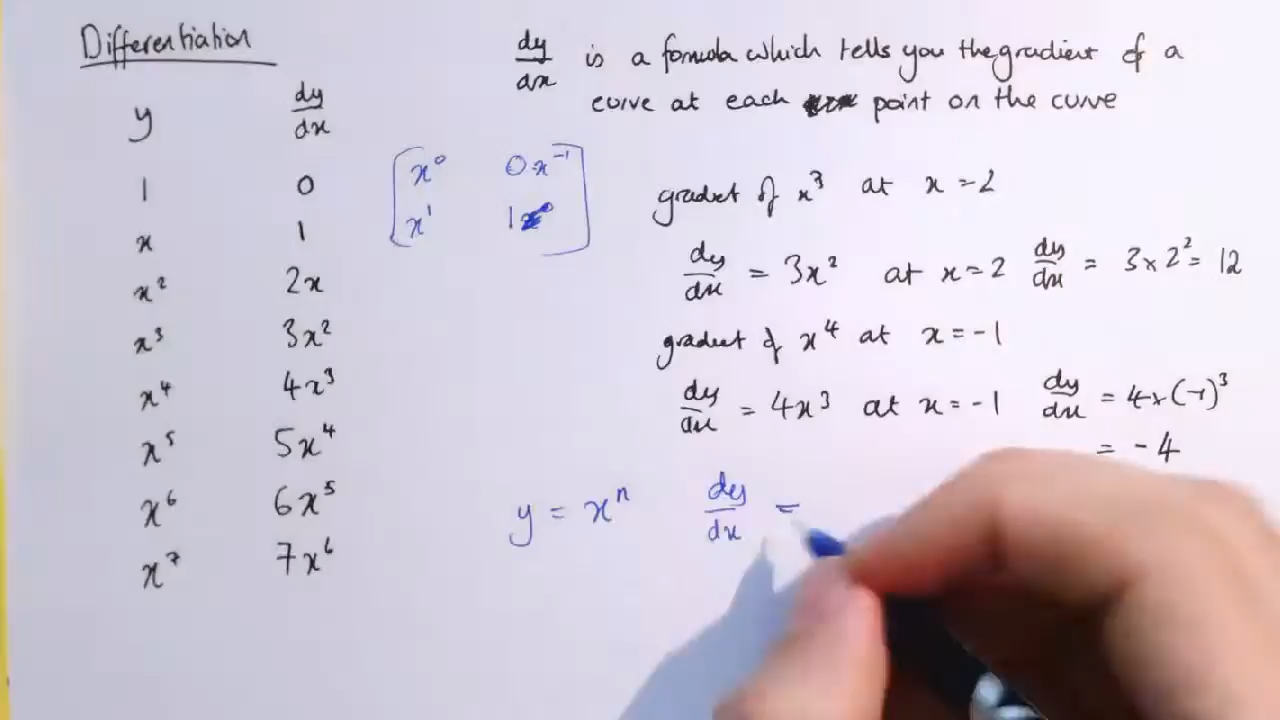 Differentiation
dy/dx is a formula which tells you the gradient of a
curve at each point on the curve
y dy/dx
1 0 [ x⁰ 0x⁻¹ ]
x 1 [ x¹ 1 ]
x² 2x
x³ 3x²
x⁴ 4x³
x⁵ 5x⁴
x⁶ 6x⁵
x⁷ 7x⁶
gradient of x³ at x = 2
dy/dx = 3x² at x = 2 dy/dx = 3 × 2² = 12
gradient of x⁴ at x = -1
dy/dx = 4x³ at x = -1 dy/dx = 4 × (-1)³
= -4
y = xⁿ dy/dx =